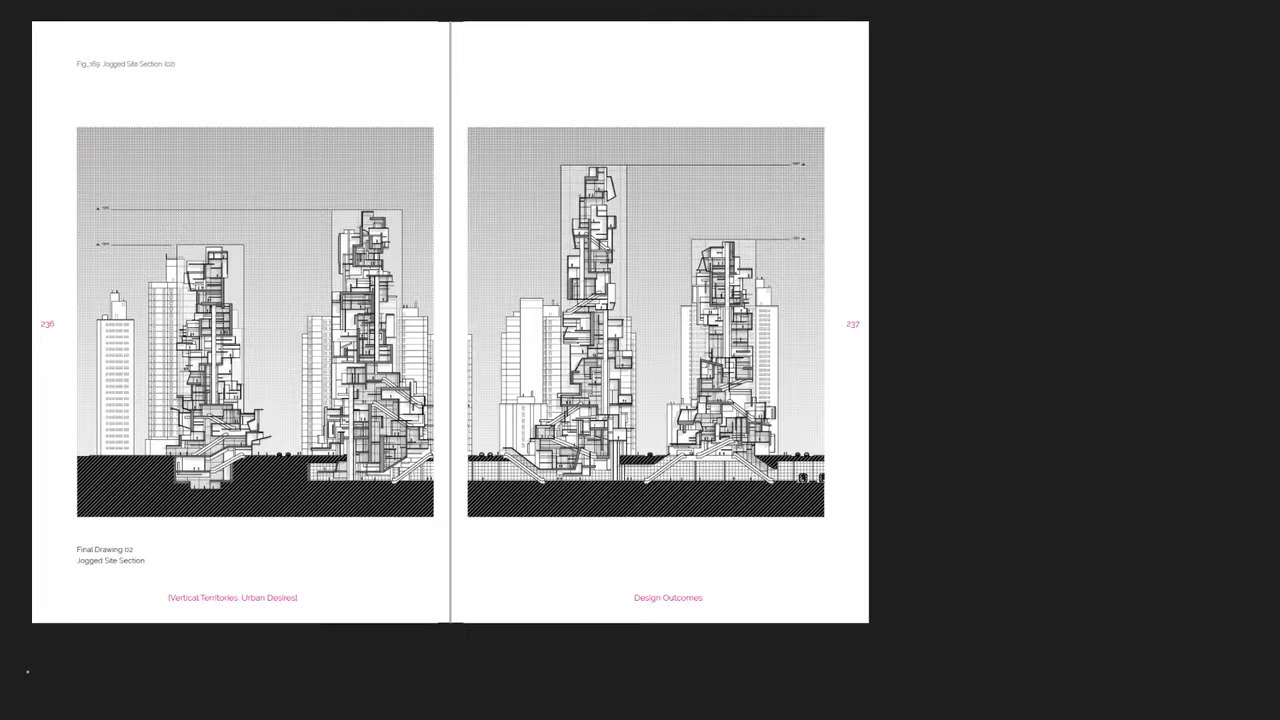 Fig_169. Jogged Site Section (02)
236
237
Final Drawing 02
Jogged Site Section
[Vertical Territories. Urban Desires]
Design Outcomes